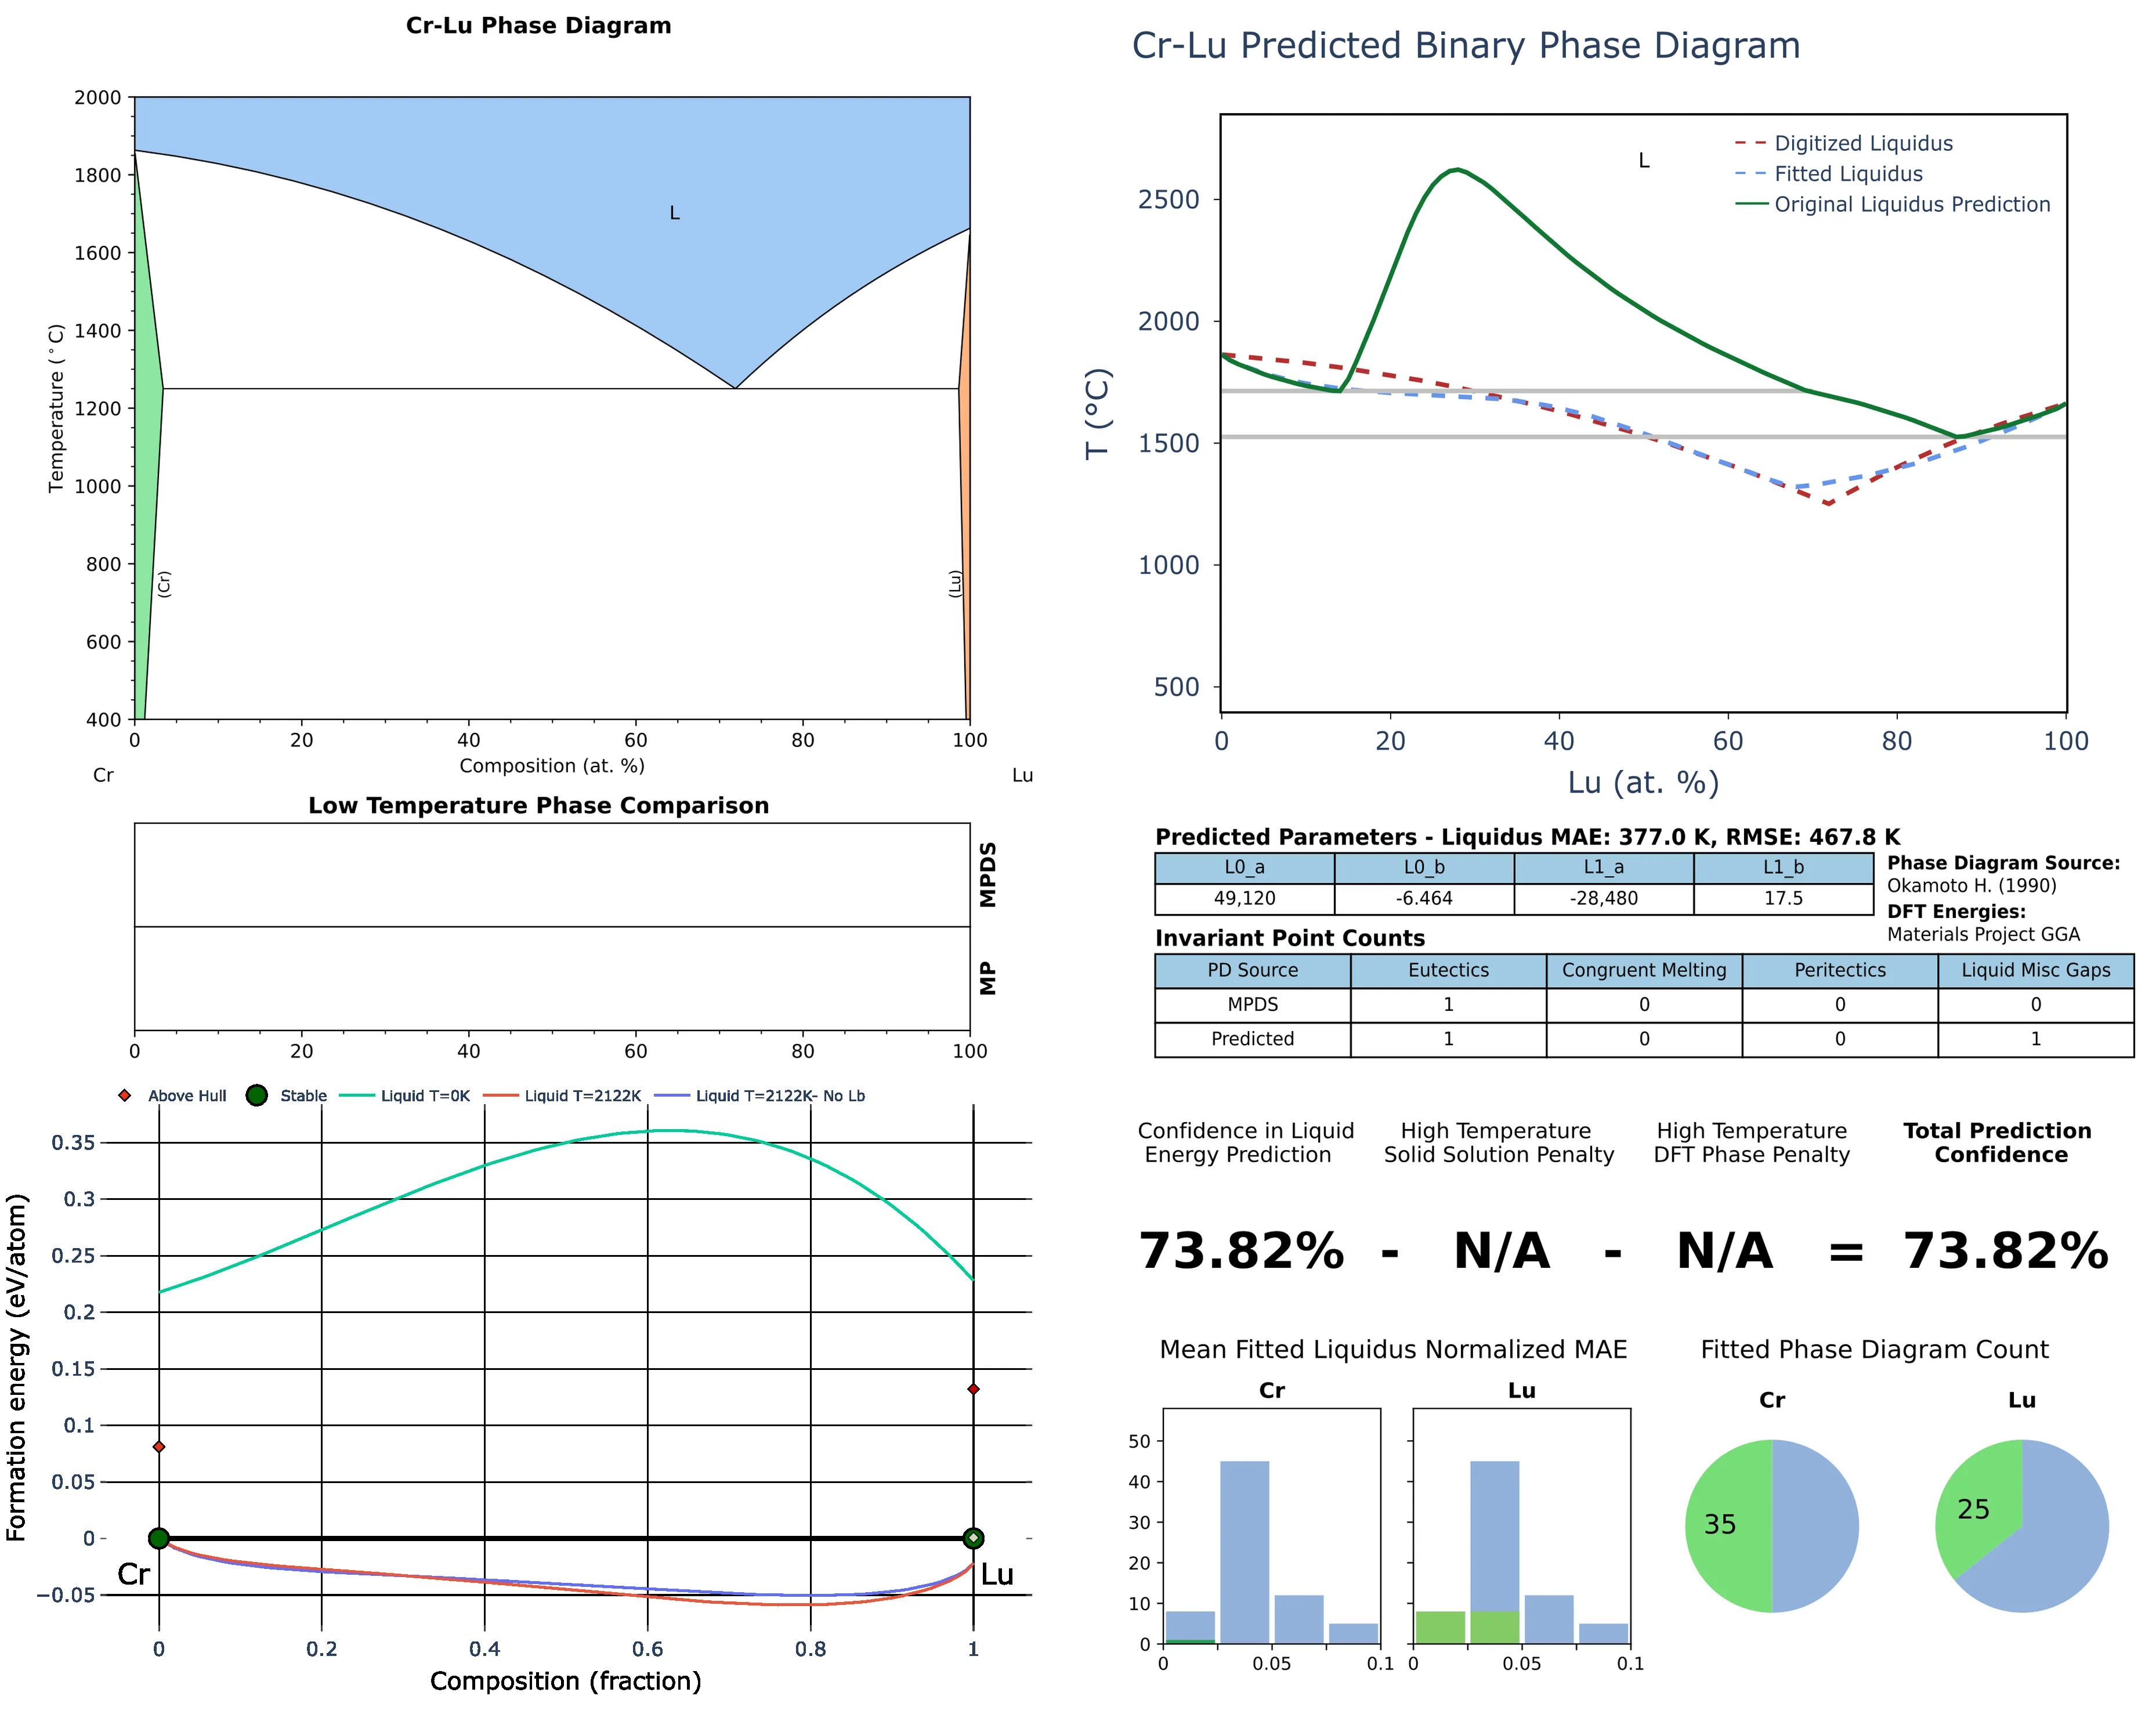 Cr-Lu Phase Diagram
2000
1800
1600
1400
1200
1000
800
600
400
Temperature (°C)
L
(Cr)
(Lu)
0 20 40 60 80 100
Composition (at. %)
Cr Lu
Low Temperature Phase Comparison
MPDS
MP
0 20 40 60 80 100
Above Hull Stable Liquid T=0K Liquid T=2122K Liquid T=2122K- No Lb
0.35
0.3
0.25
0.2
0.15
0.1
0.05
0
−0.05
Formation energy (eV/atom)
Cr Lu
0 0.2 0.4 0.6 0.8 1
Composition (fraction)
Cr-Lu Predicted Binary Phase Diagram
L
Digitized Liquidus
Fitted Liquidus
Original Liquidus Prediction
2500
2000
1500
1000
500
T (°C)
0 20 40 60 80 100
Lu (at. %)
Predicted Parameters - Liquidus MAE: 377.0 K, RMSE: 467.8 K
L0_a L0_b L1_a L1_b
49,120 -6.464 -28,480 17.5
Phase Diagram Source:
Okamoto H. (1990)
DFT Energies:
Materials Project GGA
Invariant Point Counts
PD Source Eutectics Congruent Melting Peritectics Liquid Misc Gaps
MPDS 1 0 0 0
Predicted 1 0 0 1
Confidence in Liquid
Energy Prediction
High Temperature
Solid Solution Penalty
High Temperature
DFT Phase Penalty
Total Prediction
Confidence
73.82% - N/A - N/A = 73.82%
Mean Fitted Liquidus Normalized MAE
Cr Lu
50
40
30
20
10
0
0 0.05 0.1
0 0.05 0.1
Fitted Phase Diagram Count
Cr Lu
35
25